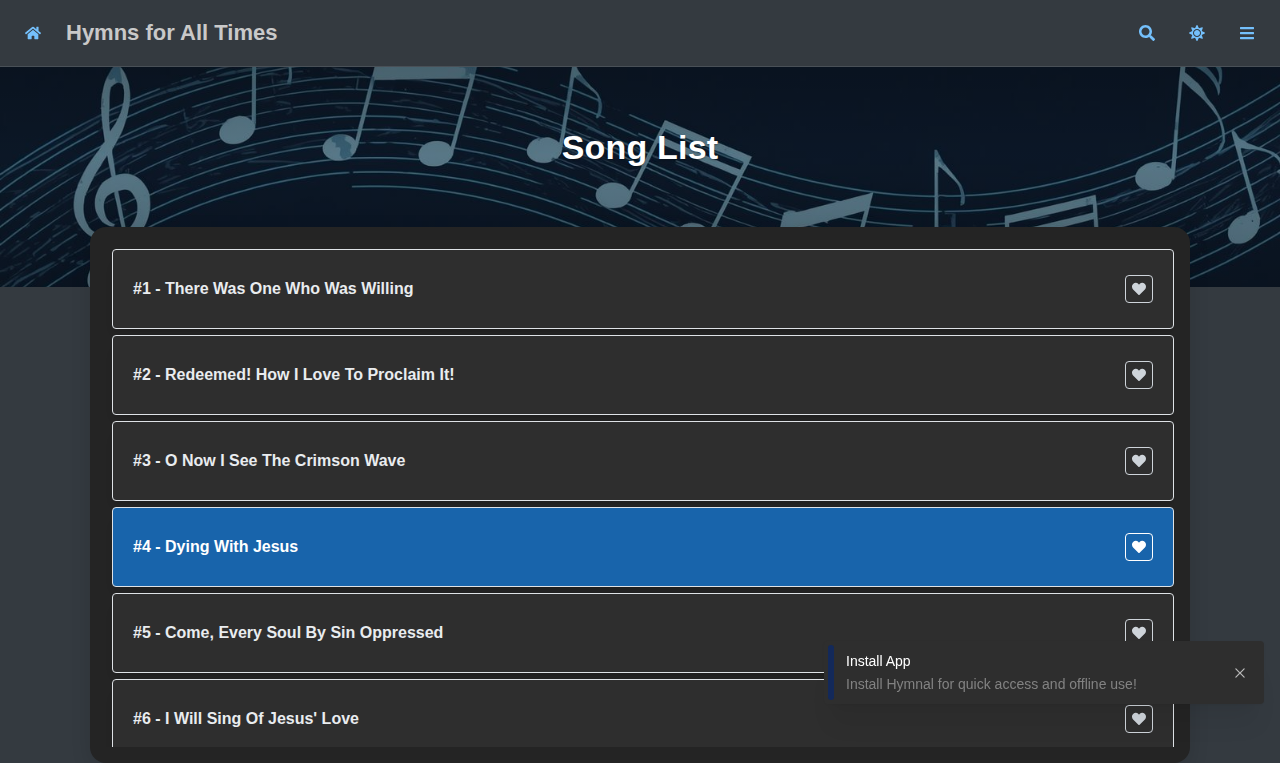 Hymns for All Times
Song List
#1 - There Was One Who Was Willing
#2 - Redeemed! How I Love To Proclaim It!
#3 - O Now I See The Crimson Wave
#4 - Dying With Jesus
#5 - Come, Every Soul By Sin Oppressed
#6 - I Will Sing Of Jesus' Love
Install App
Install Hymnal for quick access and offline use!